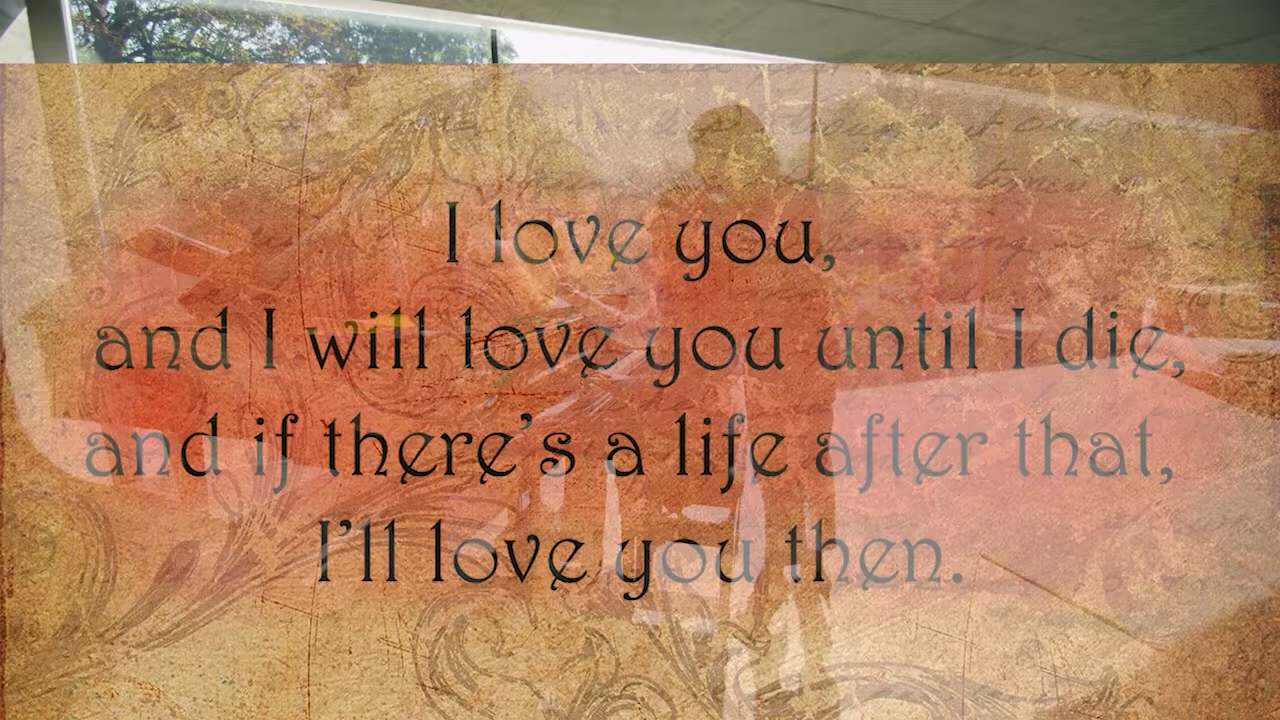 I love you,
and I will love you until I die,
and if there's a life after that,
I'll love you then.